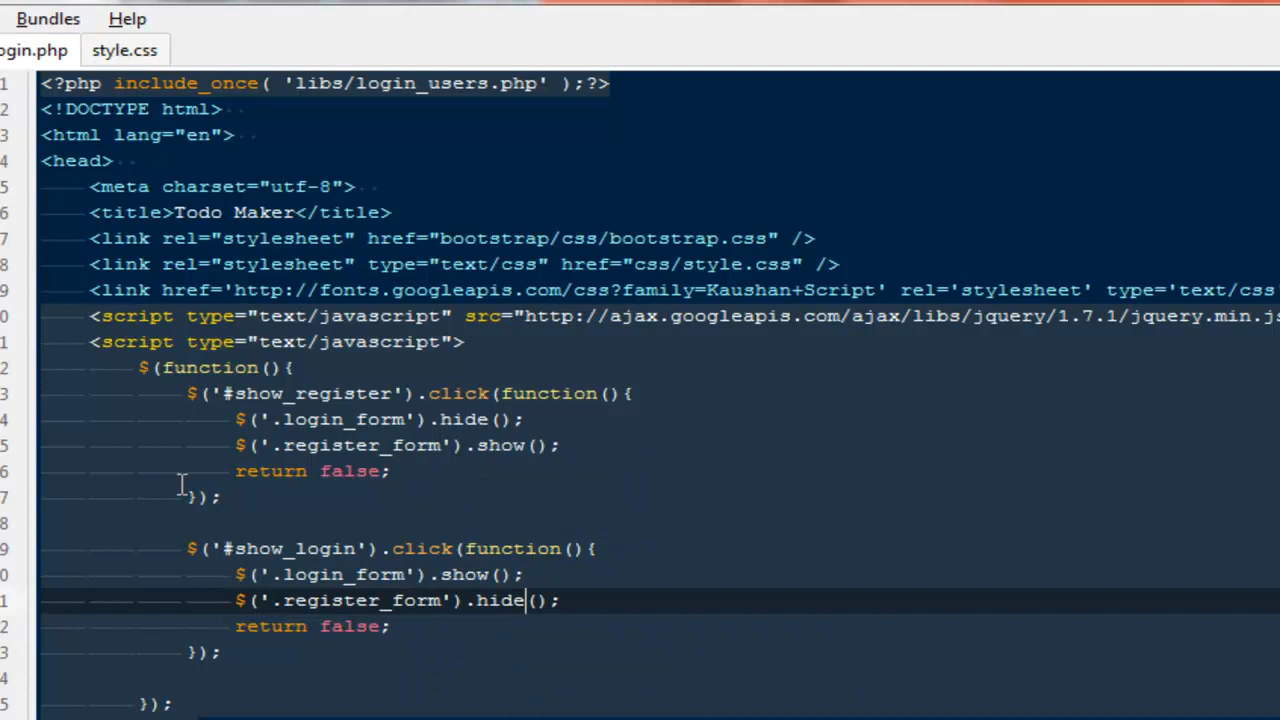 Bundles Help
ogin.php style.css
1 <?php include_once( 'libs/login_users.php' );?>
2 <!DOCTYPE html>
3 <html lang="en">
4 <head>
5 <meta charset="utf-8">
6 <title>Todo Maker</title>
7 <link rel="stylesheet" href="bootstrap/css/bootstrap.css" />
8 <link rel="stylesheet" type="text/css" href="css/style.css" />
9 <link href='http://fonts.googleapis.com/css?family=Kaushan+Script' rel='stylesheet' type='text/css
0 <script type="text/javascript" src="http://ajax.googleapis.com/ajax/libs/jquery/1.7.1/jquery.min.js
1 <script type="text/javascript">
2 $(function(){
3 $('#show_register').click(function(){
4 $('.login_form').hide();
5 $('.register_form').show();
6 return false;
7 });
8
9 $('#show_login').click(function(){
0 $('.login_form').show();
1 $('.register_form').hide();
2 return false;
3 });
4
5 });